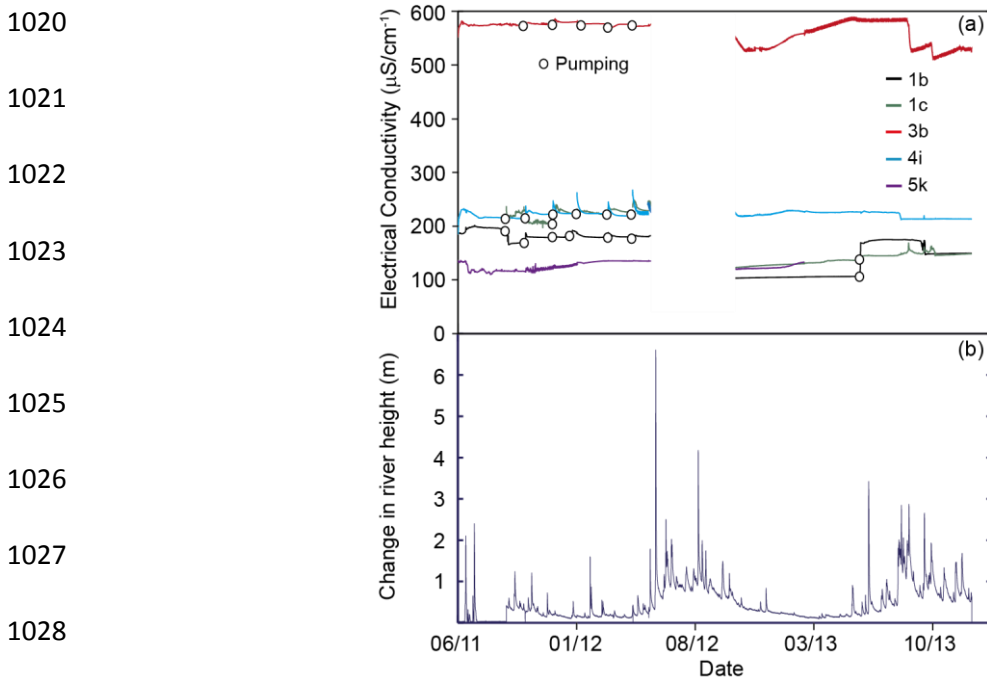 1020
1021
1022
1023
1024
1025
1026
1027
1028
600
500
400
300
200
100
0
Electrical Conductivity (μS/cm⁻¹)
(a)
Pumping
1b
1c
3b
4i
5k
(b)
6
5
4
3
2
1
Change in river height (m)
06/11
01/12
08/12
03/13
10/13
Date